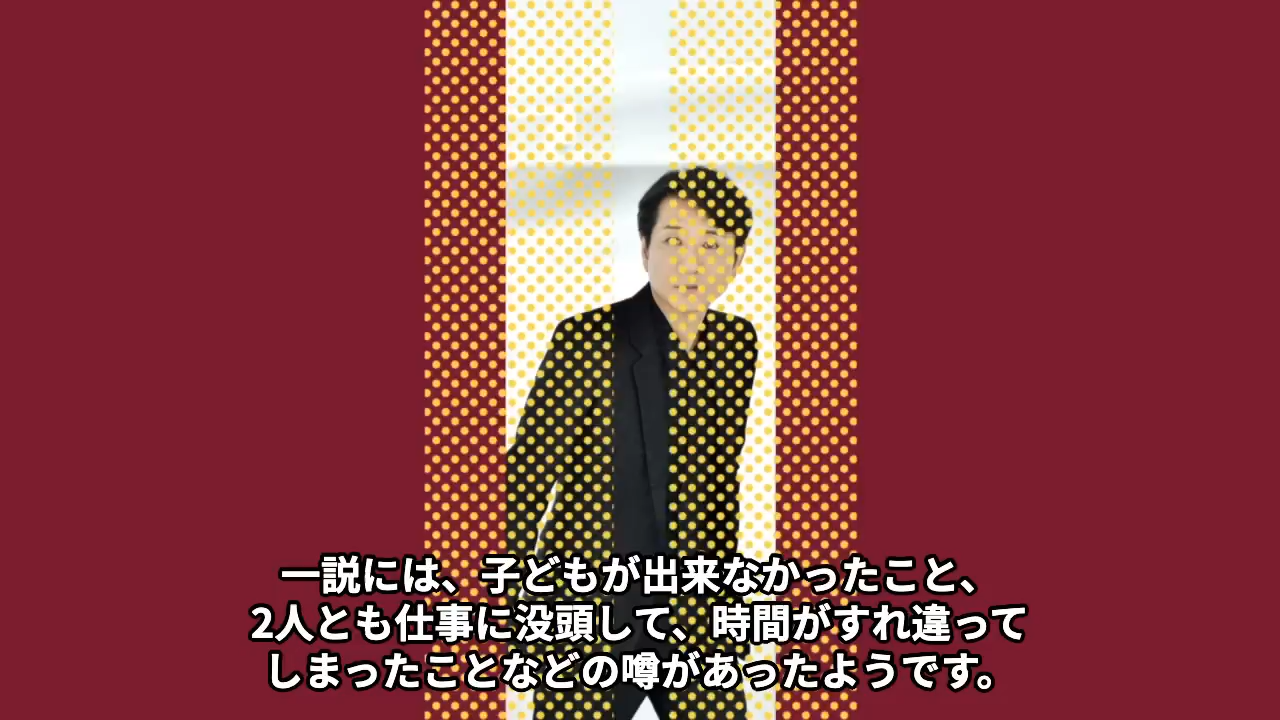 一説には、子どもが出来なかったこと、
2人とも仕事に没頭して、時間がすれ違って
しまったことなどの噂があったようです。